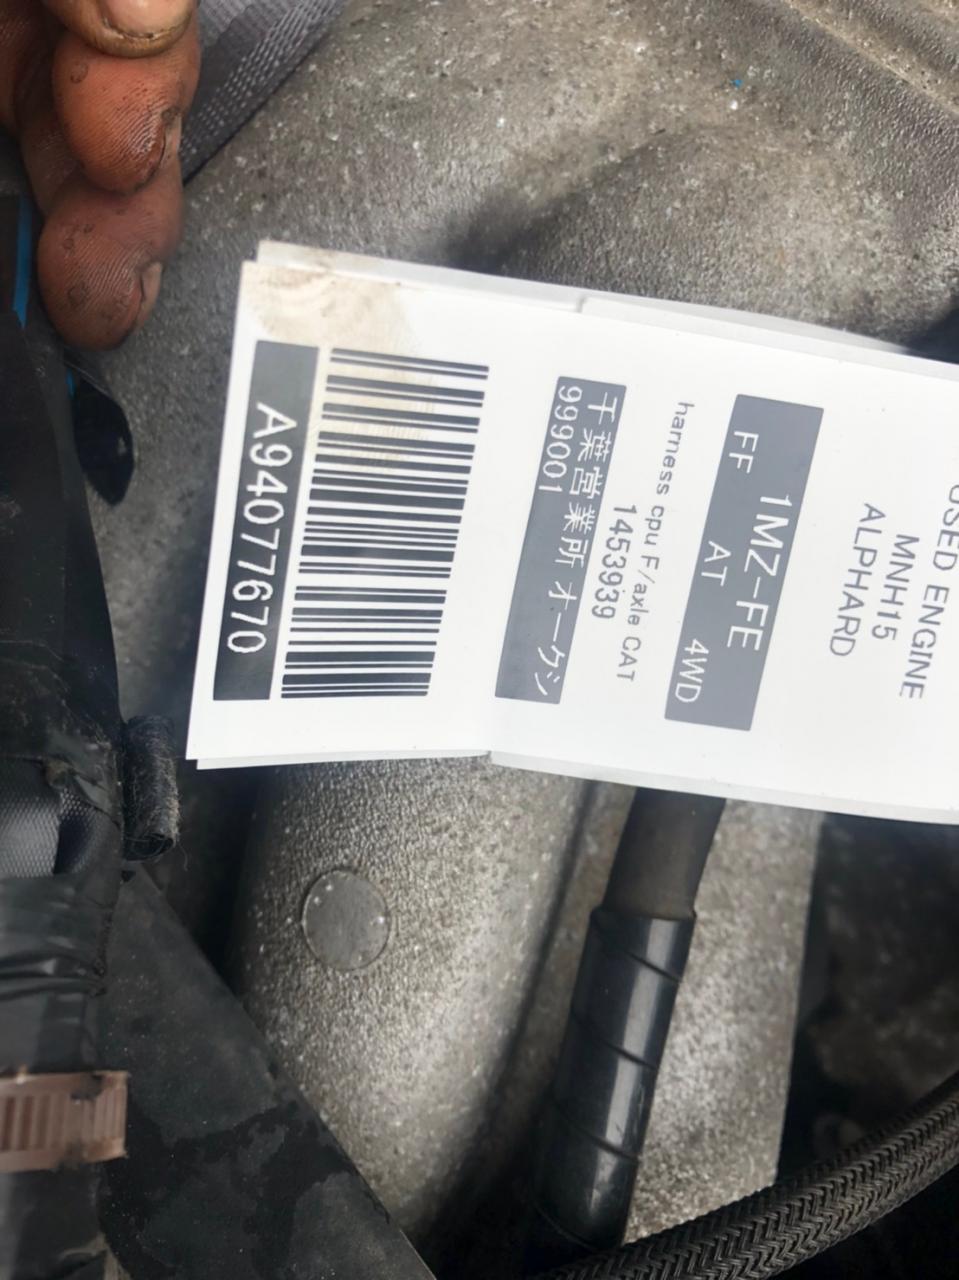 USED ENGINE
MNH15
ALPHARD
1MZ-FE
FF AT 4WD
harness cpu F/axle CAT
1453939
千葉営業所 オークシ
999001
A94077670